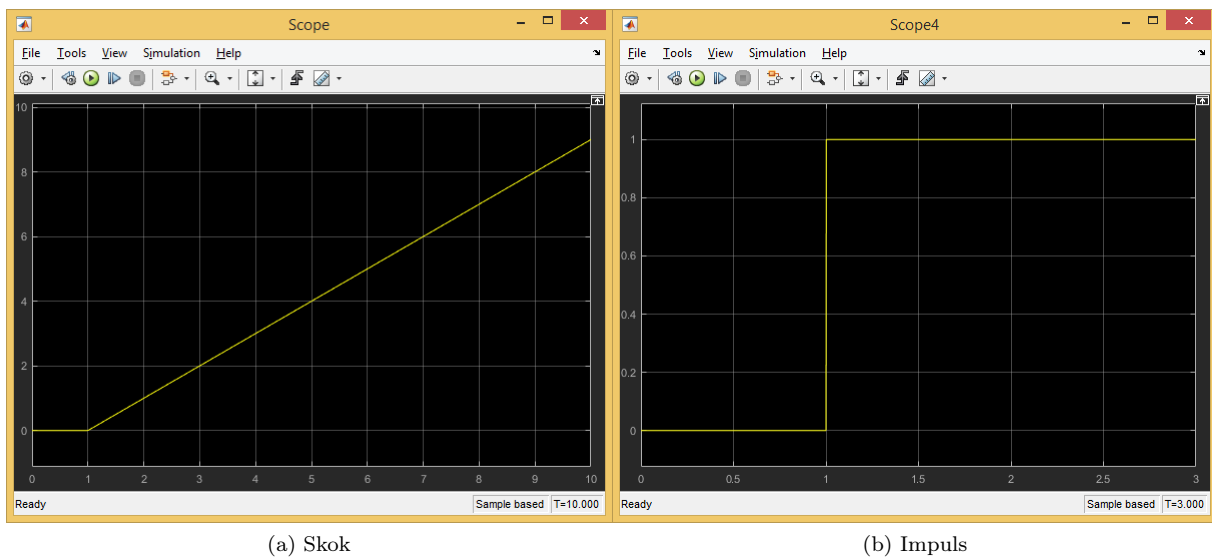 Scope
File Tools View Simulation Help
10
8
6
4
2
0
0 1 2 3 4 5 6 7 8 9 10
Ready Sample based T=10.000
(a) Skok
Scope4
File Tools View Simulation Help
1
0.8
0.6
0.4
0.2
0
0 0.5 1 1.5 2 2.5 3
Ready Sample based T=3.000
(b) Impuls